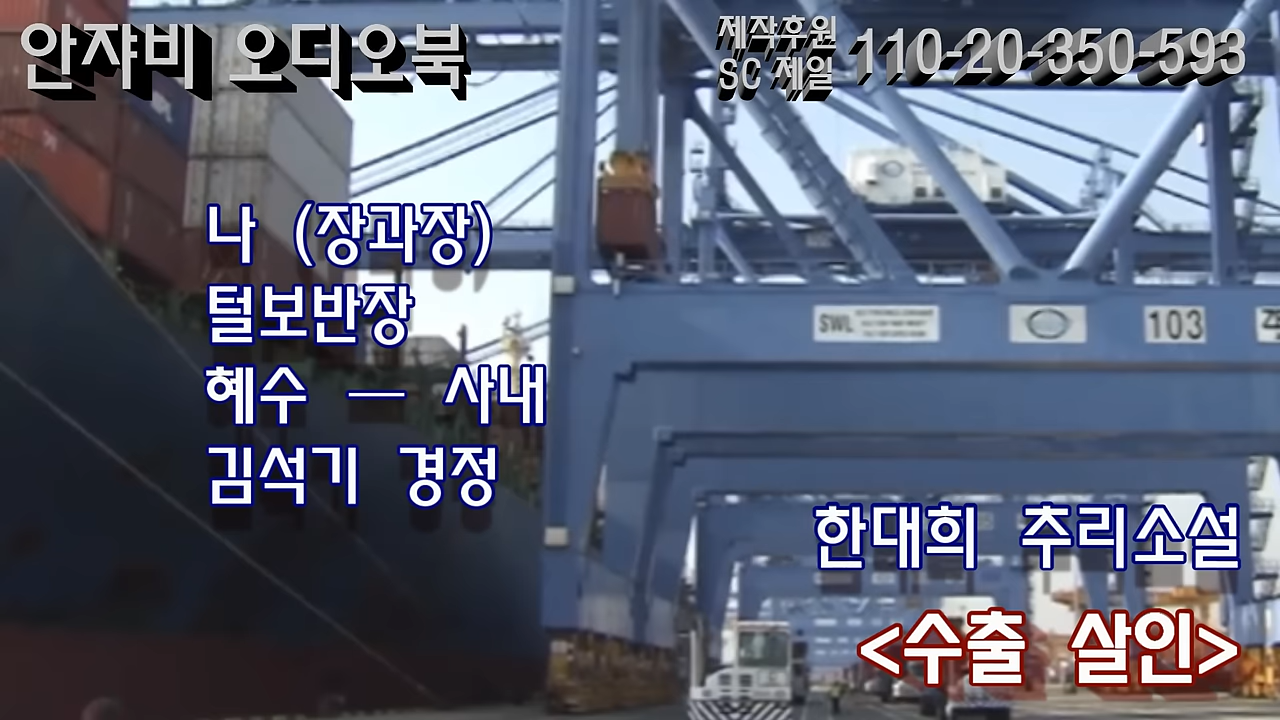 안쟈비 오디오북
제작후원
SC 제일
110-20-350-593
나 (장과장)
털보반장
혜수 — 사내
김석기 경정
SWL
103
한대희 추리소설
<수출 살인>